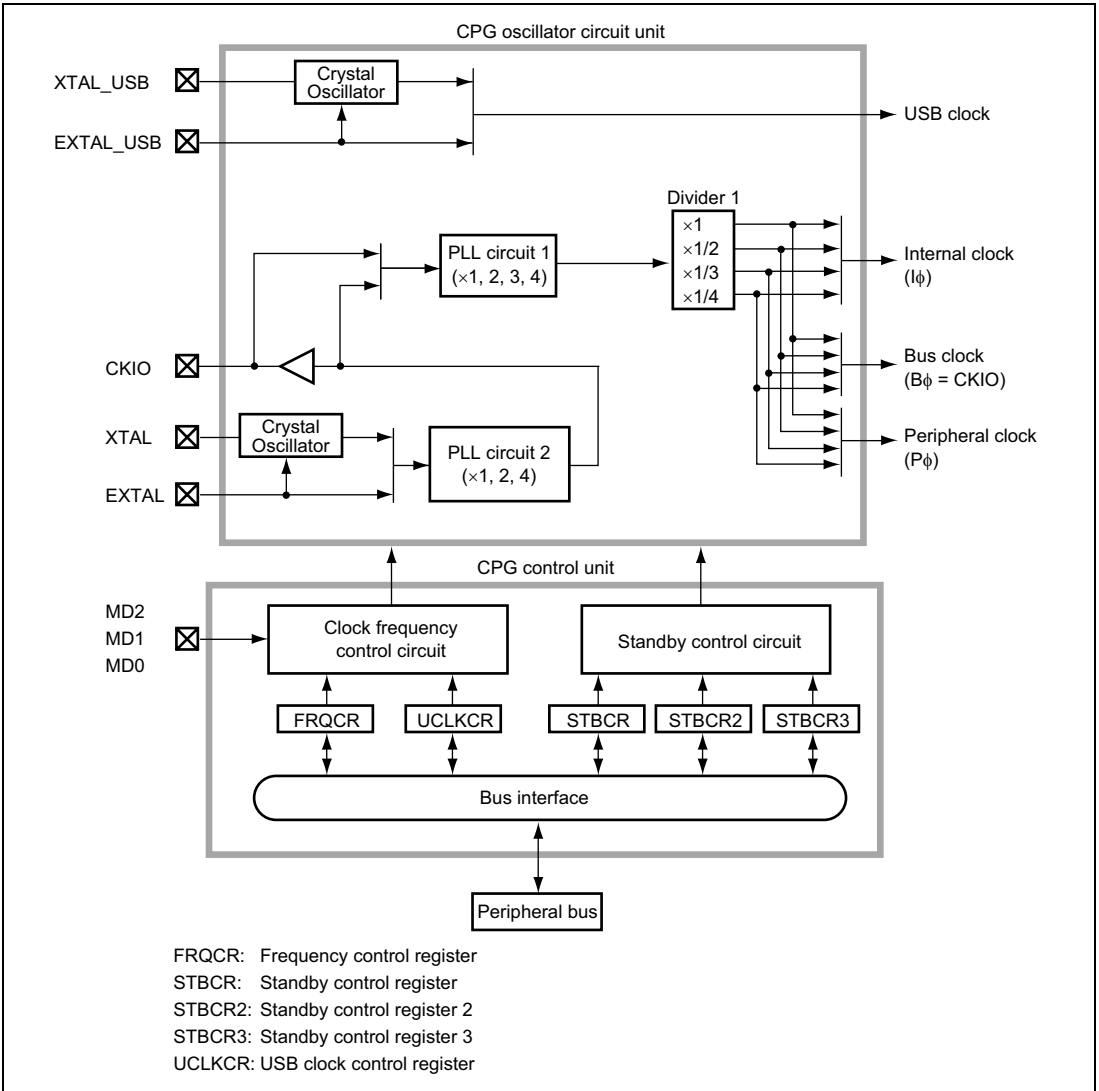 CPG oscillator circuit unit
XTAL_USB
Crystal
Oscillator
USB clock
EXTAL_USB
Divider 1
×1
×1/2
×1/3
×1/4
PLL circuit 1
(×1, 2, 3, 4)
Internal clock
(Iϕ)
CKIO
Bus clock
(Bϕ = CKIO)
XTAL
Crystal
Oscillator
PLL circuit 2
(×1, 2, 4)
Peripheral clock
(Pϕ)
EXTAL
CPG control unit
MD2
MD1
MD0
Clock frequency
control circuit
Standby control circuit
FRQCR
UCLKCR
STBCR
STBCR2
STBCR3
Bus interface
Peripheral bus
FRQCR: Frequency control register
STBCR: Standby control register
STBCR2: Standby control register 2
STBCR3: Standby control register 3
UCLKCR: USB clock control register